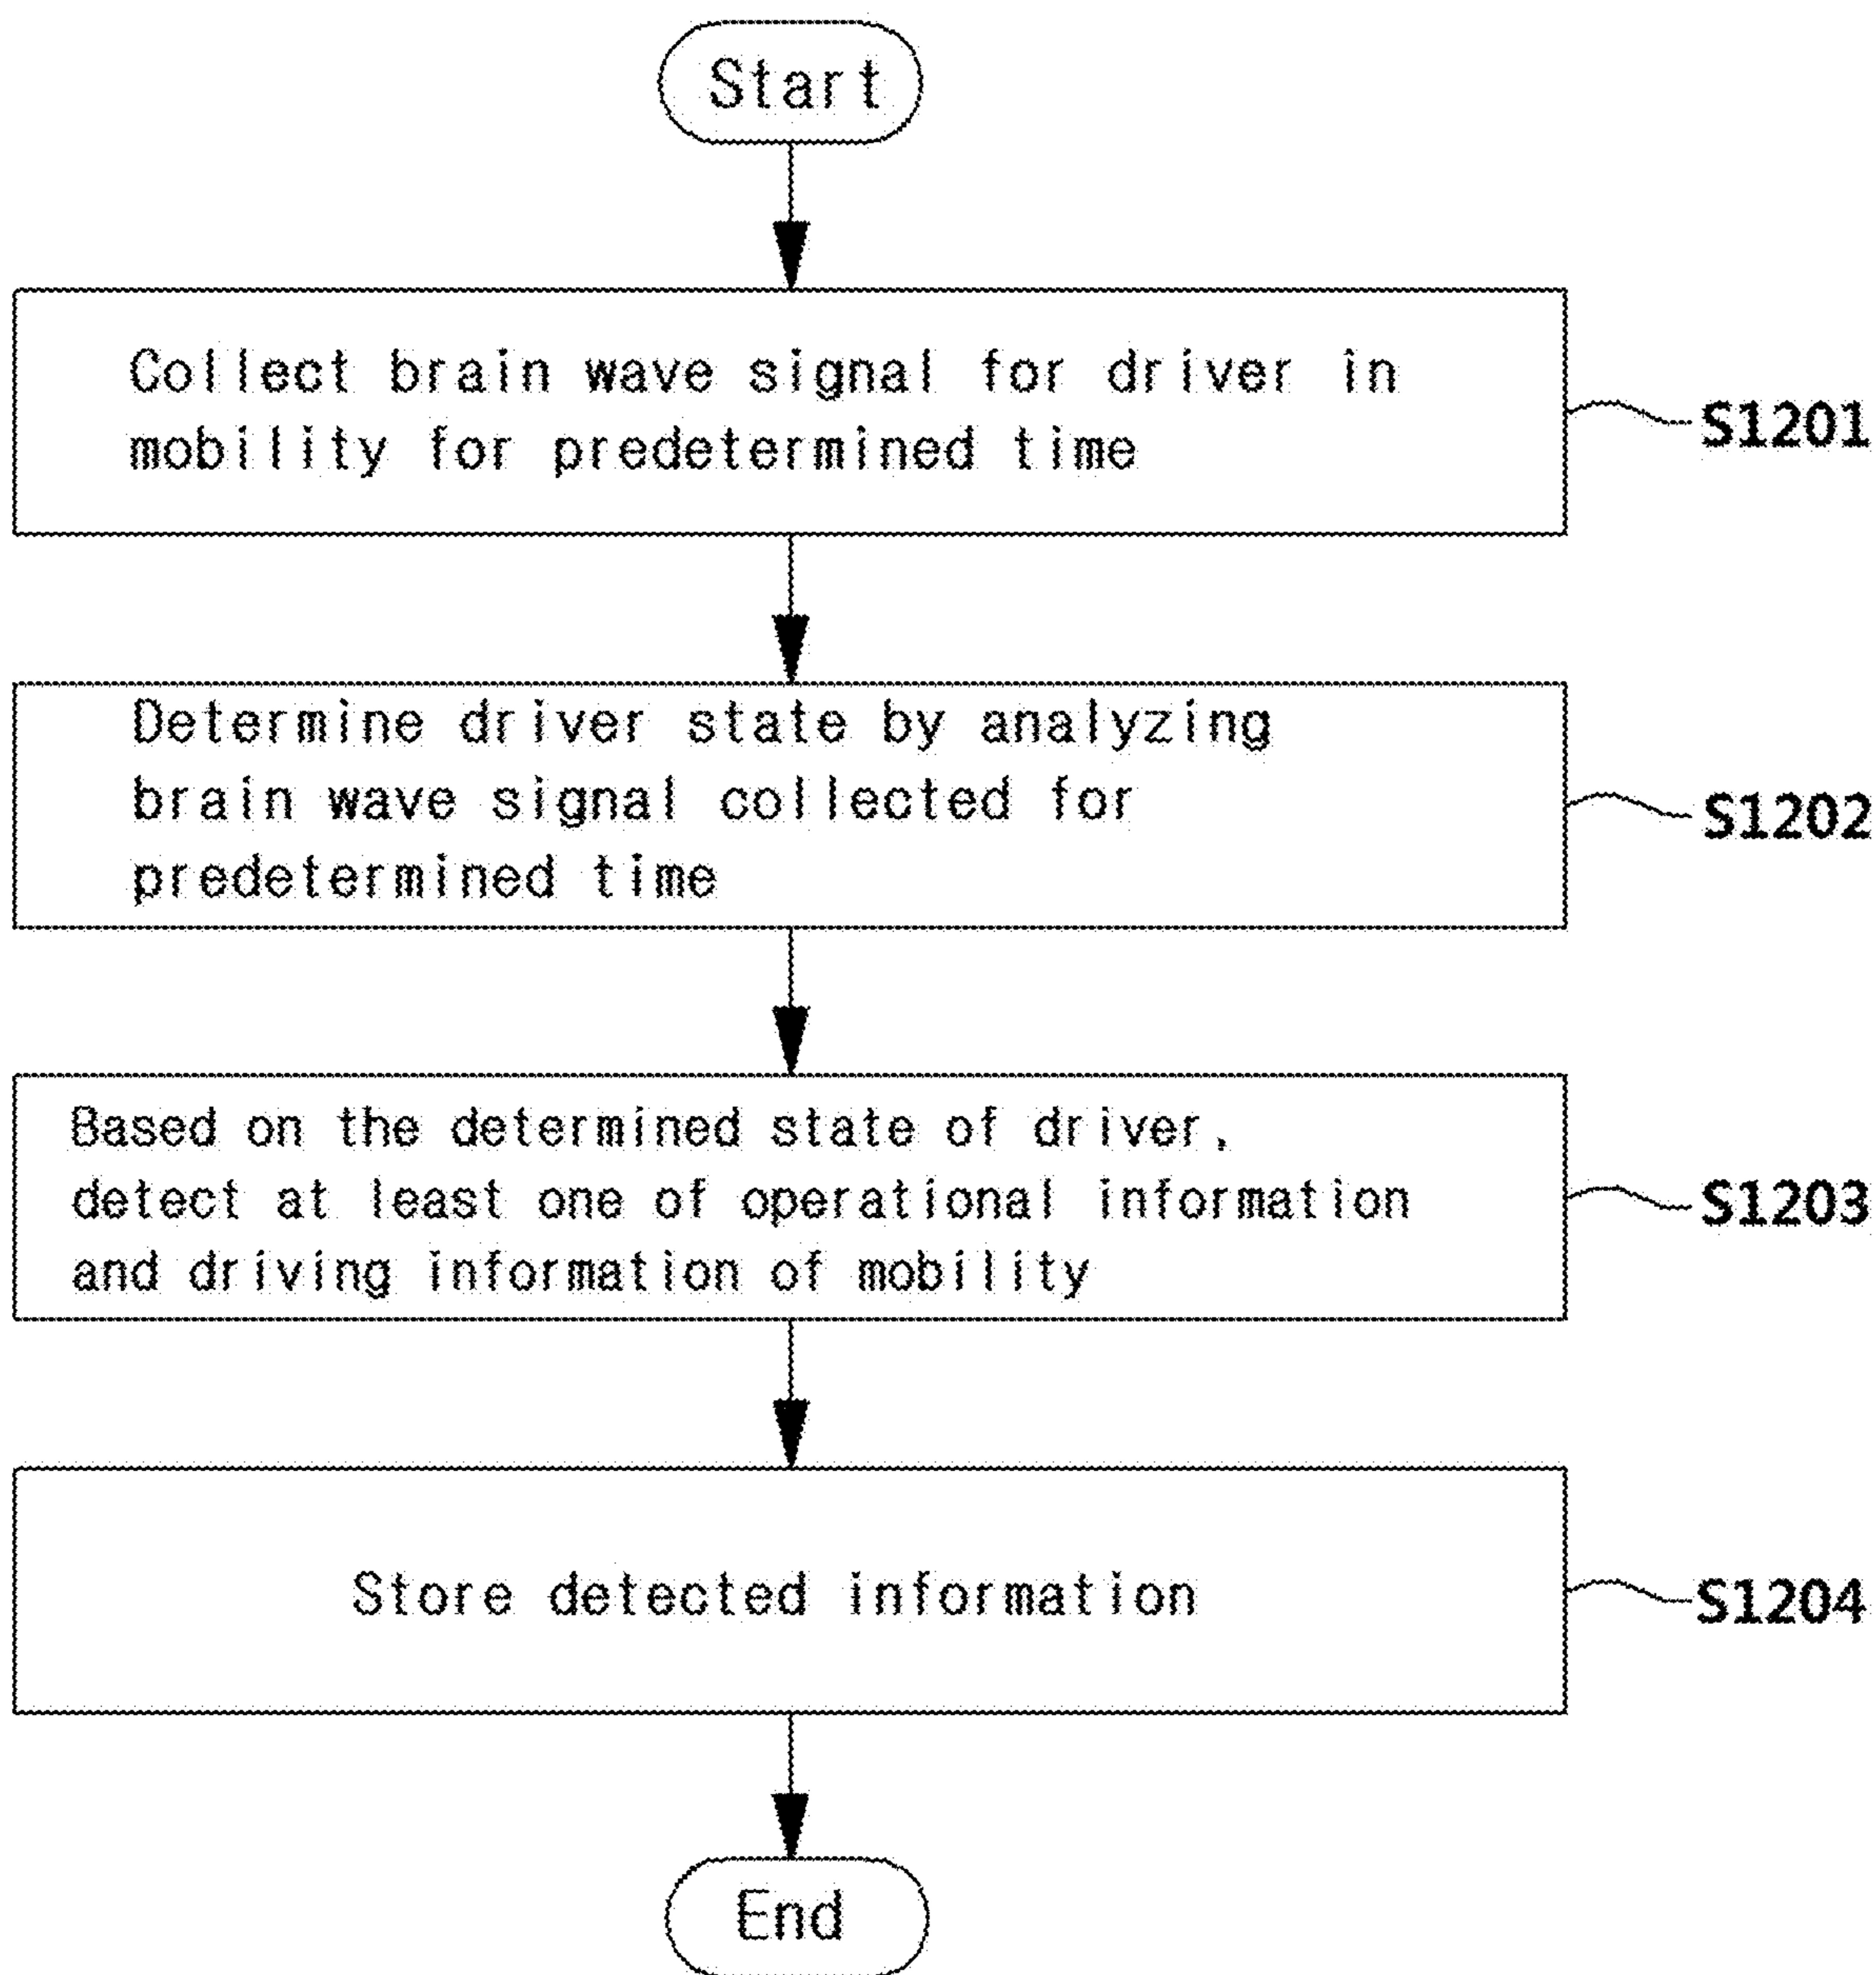 Start
Collect brain wave signal for driver in
mobility for predetermined time
S1201
Determine driver state by analyzing
brain wave signal collected for
predetermined time
S1202
Based on the determined state of driver,
detect at least one of operational information
and driving information of mobility
S1203
Store detected information
S1204
End